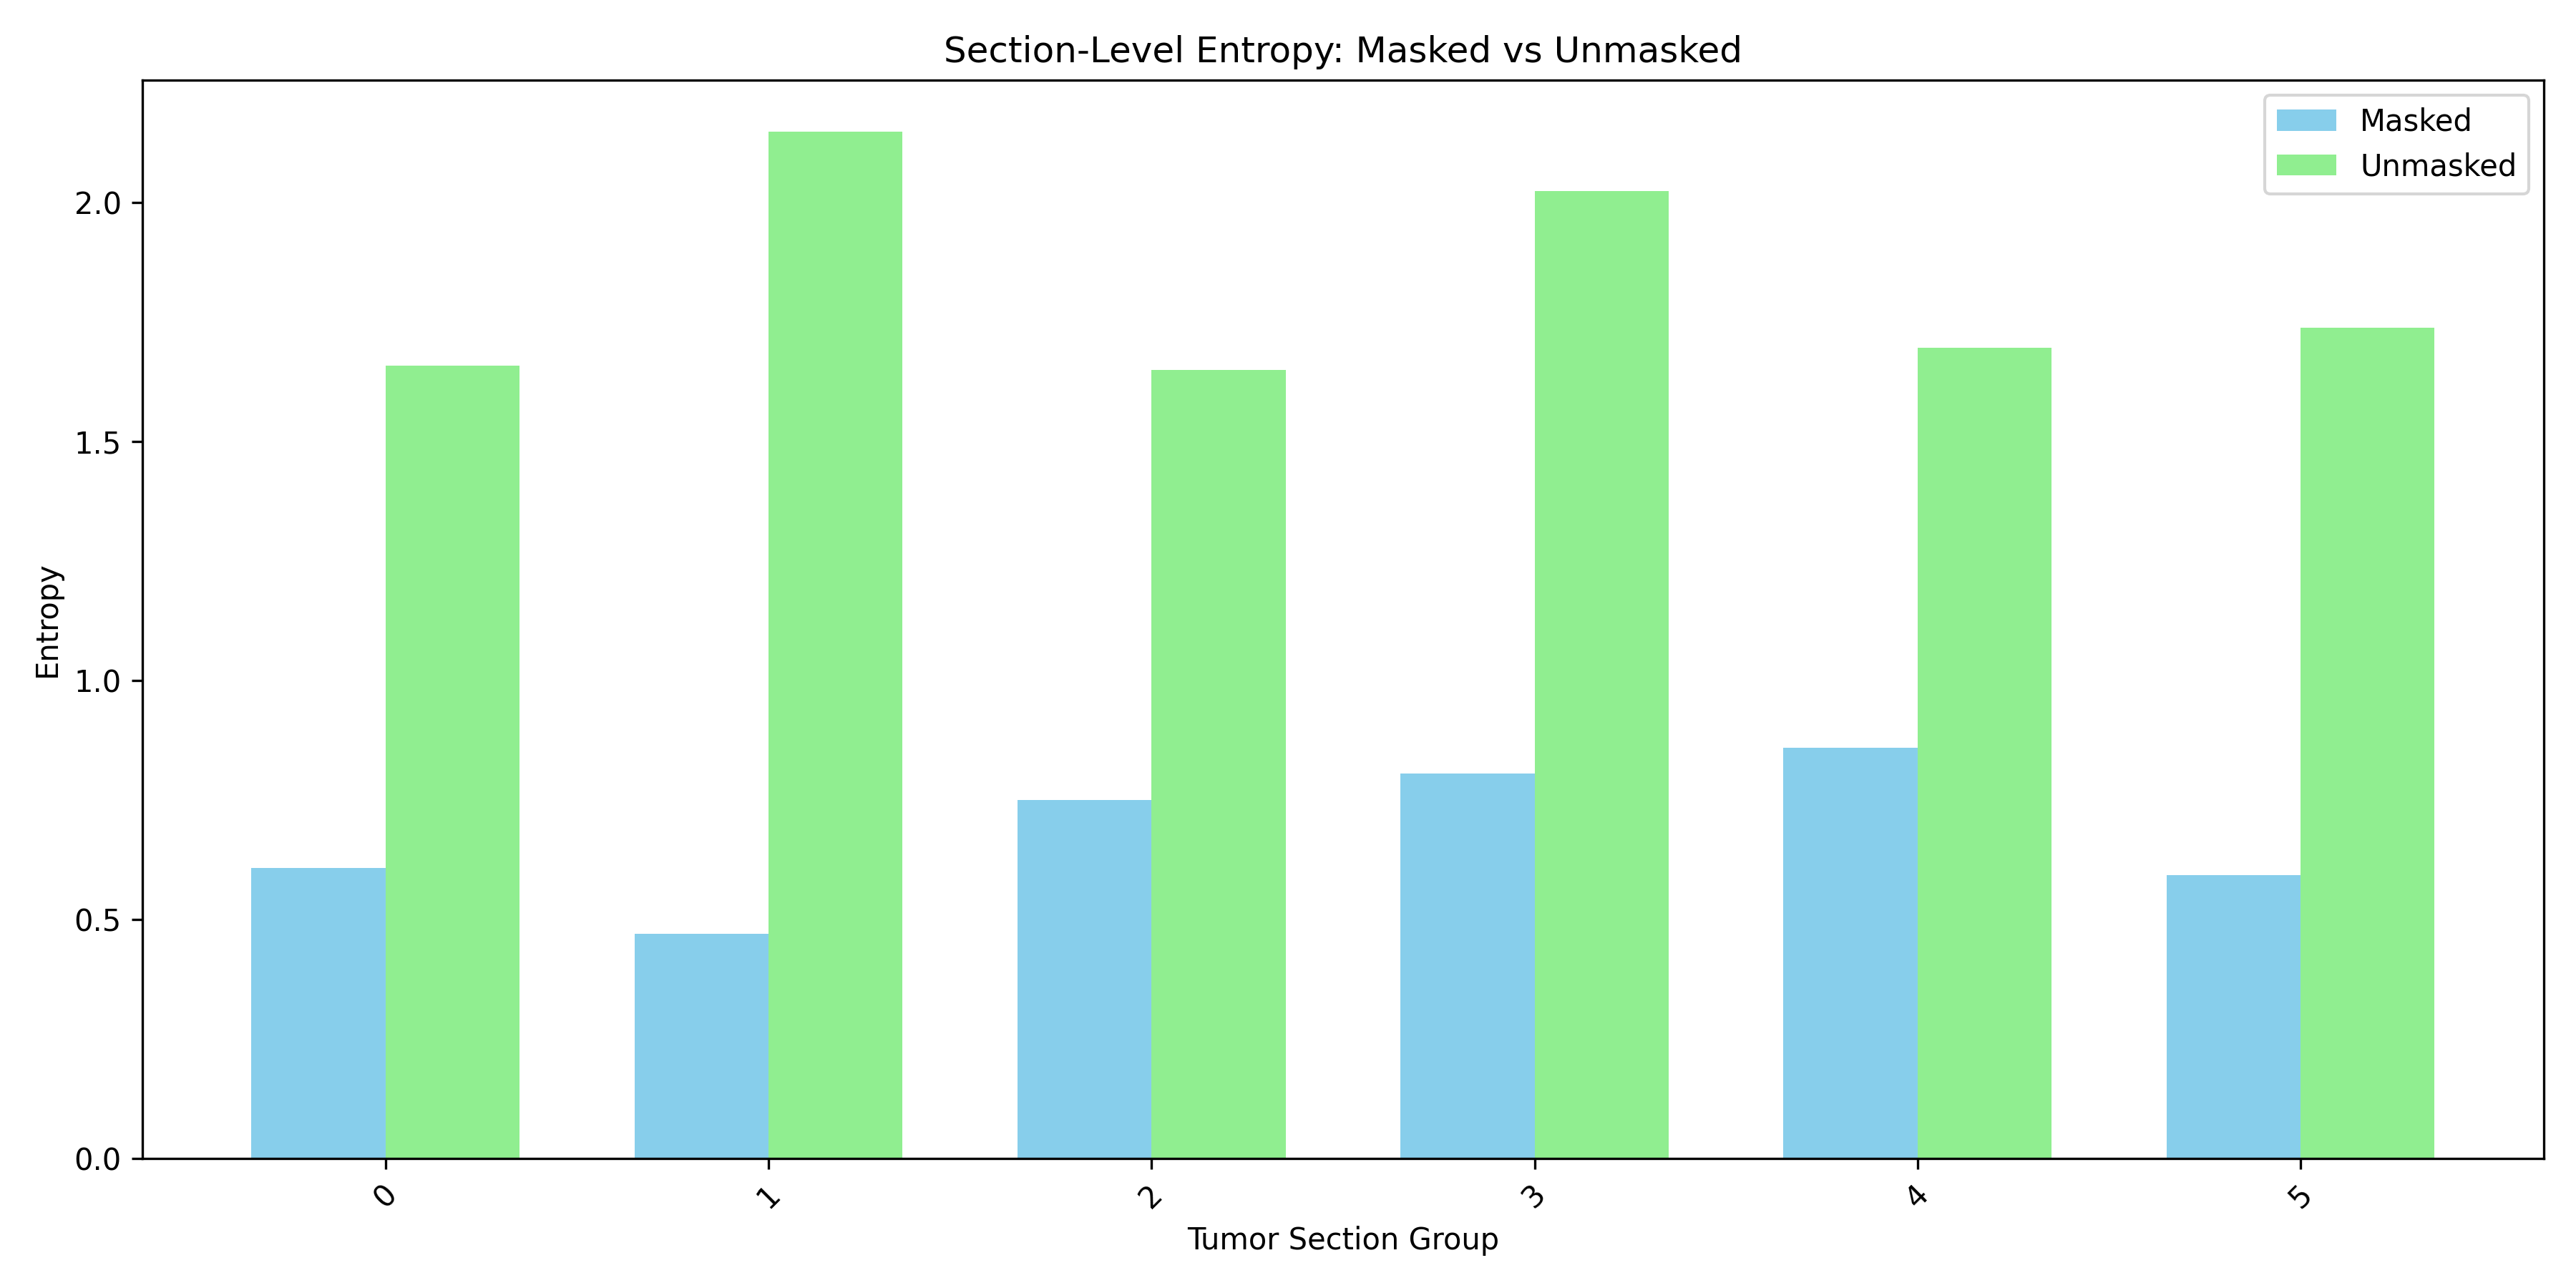 Section-Level Entropy: Masked vs Unmasked
Masked
Unmasked
Entropy
2.0
1.5
1.0
0.5
0.0
0
1
2
3
4
5
Tumor Section Group